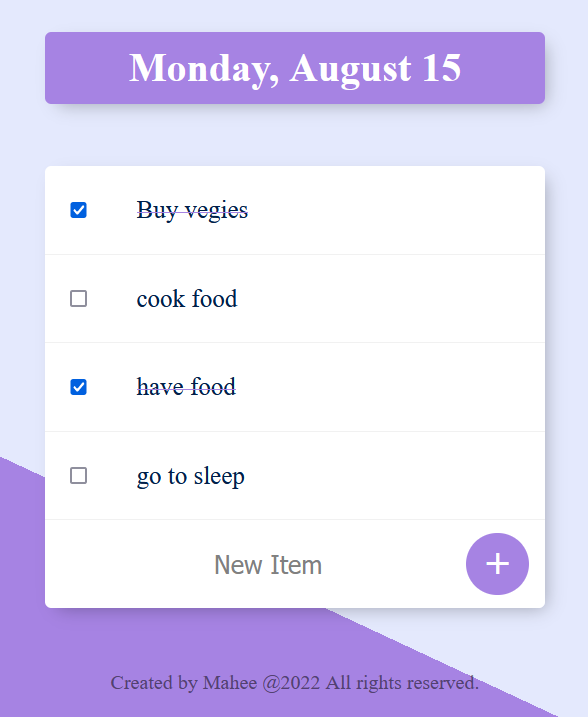 Monday, August 15
Buy vegies
cook food
have food
go to sleep
New Item +
Created by Mahee @2022 All rights reserved.